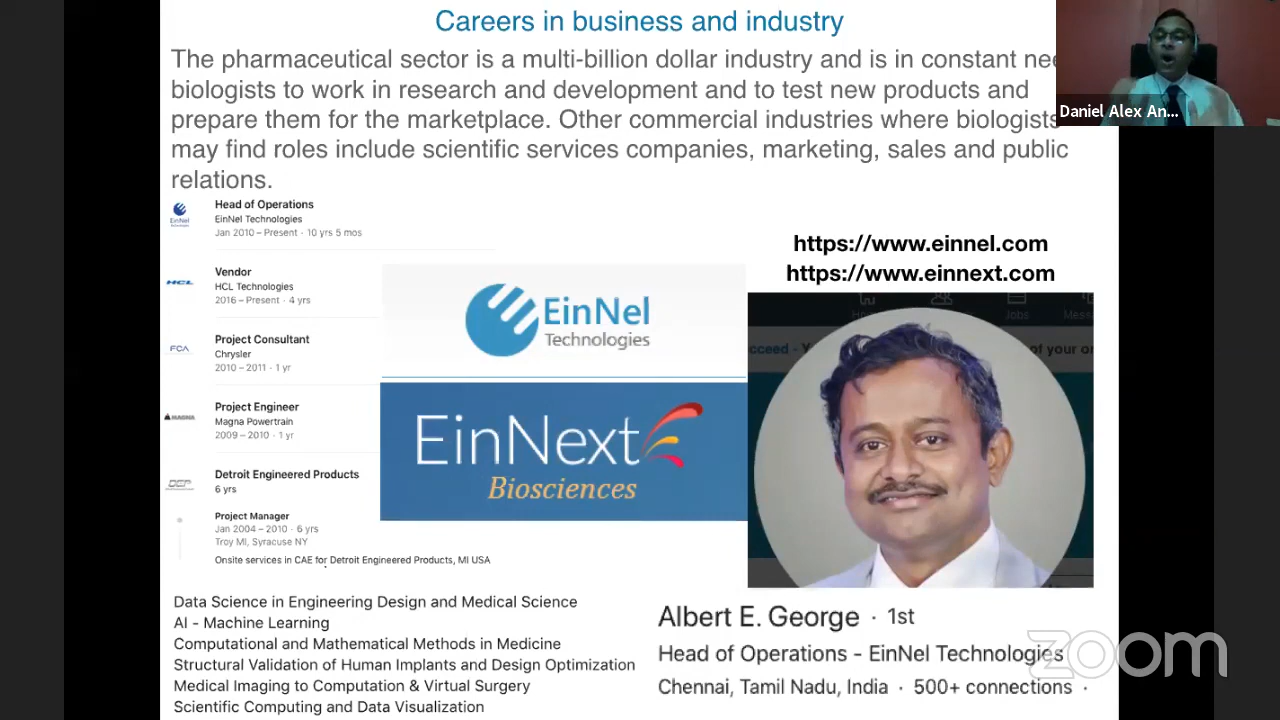 Careers in business and industry
The pharmaceutical sector is a multi-billion dollar industry and is in constant
biologists to work in research and development and to test new products and
prepare them for the marketplace. Other commercial industries where biologists
may find roles include scientific services companies, marketing, sales and public
relations.
Daniel Alex An...
Head of Operations
EinNel Technologies
Jan 2010 – Present · 10 yrs 5 mos
HCL
Vendor
HCL Technologies
2016 – Present · 4 yrs
FCA
Project Consultant
Chrysler
2010 – 2011 · 1 yr
MAGNA
Project Engineer
Magna Powertrain
2009 – 2010 · 1 yr
Detroit Engineered Products
6 yrs
Project Manager
Jan 2004 – 2010 · 6 yrs
Troy MI, Syracuse NY
Onsite services in CAE for Detroit Engineered Products, MI USA
EinNel
Technologies
EinNext
Biosciences
https://www.einnel.com
https://www.einnext.com
Jobs
of your
Albert E. George · 1st
Head of Operations - EinNel Technologies
Chennai, Tamil Nadu, India · 500+ connections ·
Data Science in Engineering Design and Medical Science
AI - Machine Learning
Computational and Mathematical Methods in Medicine
Structural Validation of Human Implants and Design Optimization
Medical Imaging to Computation & Virtual Surgery
Scientific Computing and Data Visualization
zoom